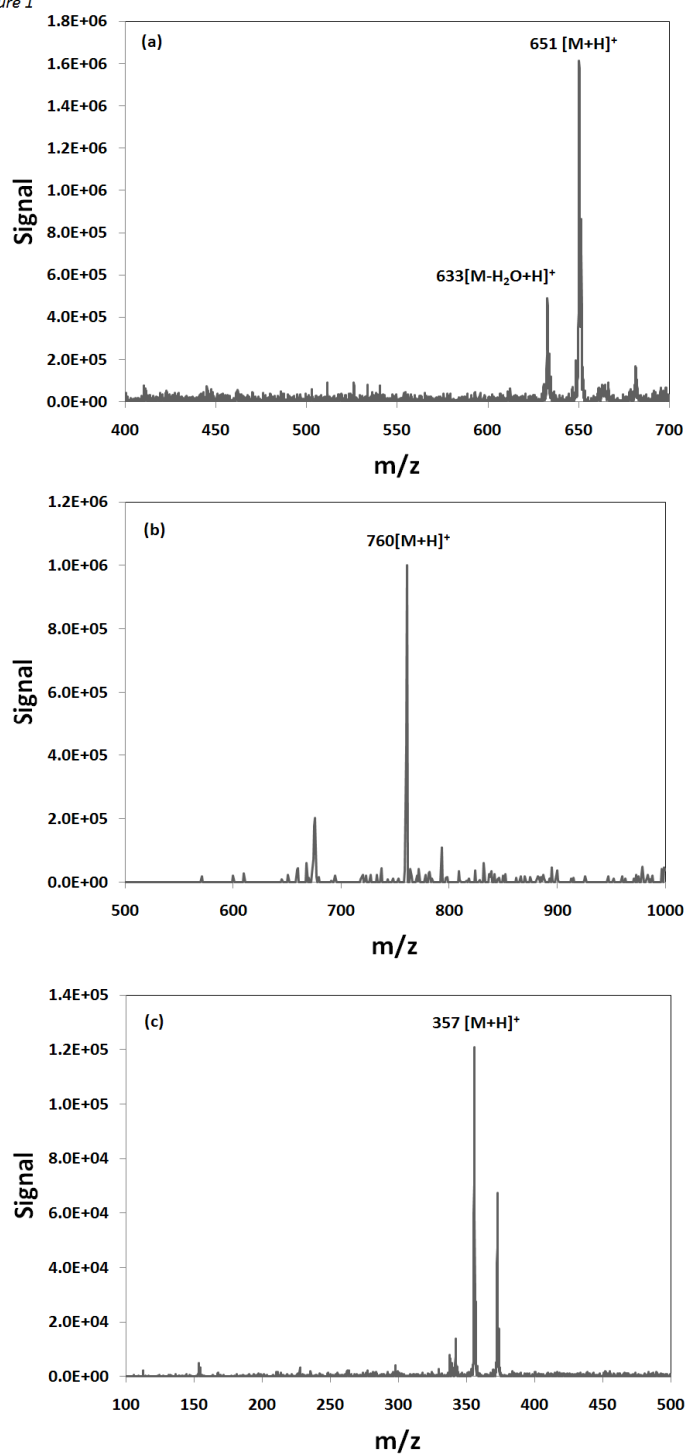 ure 1
1.8E+06
(a)
651 [M+H]⁺
1.6E+06
1.4E+06
1.2E+06
1.0E+06
8.0E+05
6.0E+05
633[M-H₂O+H]⁺
4.0E+05
2.0E+05
0.0E+00
Signal
400 450 500 550 600 650 700
m/z
1.2E+06
(b)
760[M+H]⁺
1.0E+06
8.0E+05
6.0E+05
4.0E+05
2.0E+05
0.0E+00
Signal
500 600 700 800 900 1000
m/z
1.4E+05
(c)
357 [M+H]⁺
1.2E+05
1.0E+05
8.0E+04
6.0E+04
4.0E+04
2.0E+04
0.0E+00
Signal
100 150 200 250 300 350 400 450 500
m/z